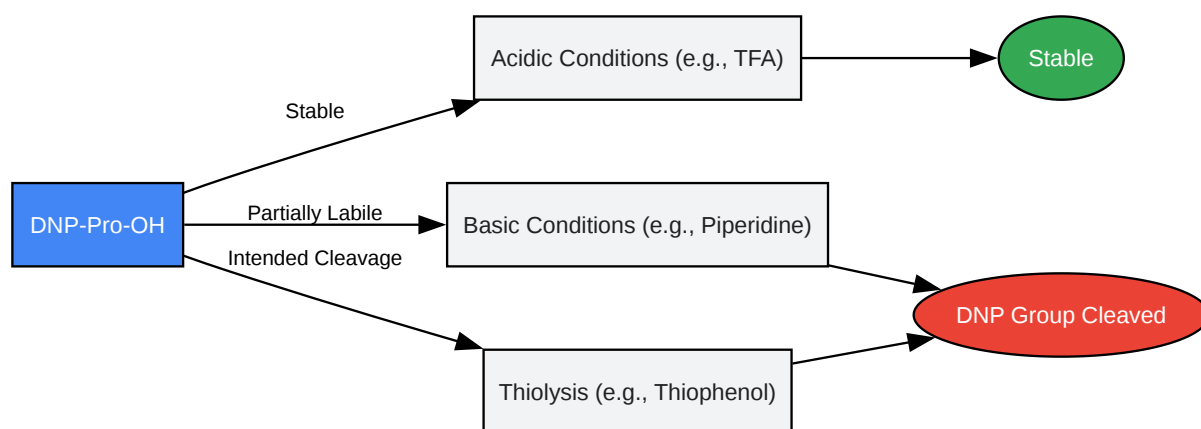 Acidic Conditions (e.g., TFA)
Stable
Stable
DNP-Pro-OH
Partially Labile
Basic Conditions (e.g., Piperidine)
Intended Cleavage
DNP Group Cleaved
Thiolysis (e.g., Thiophenol)